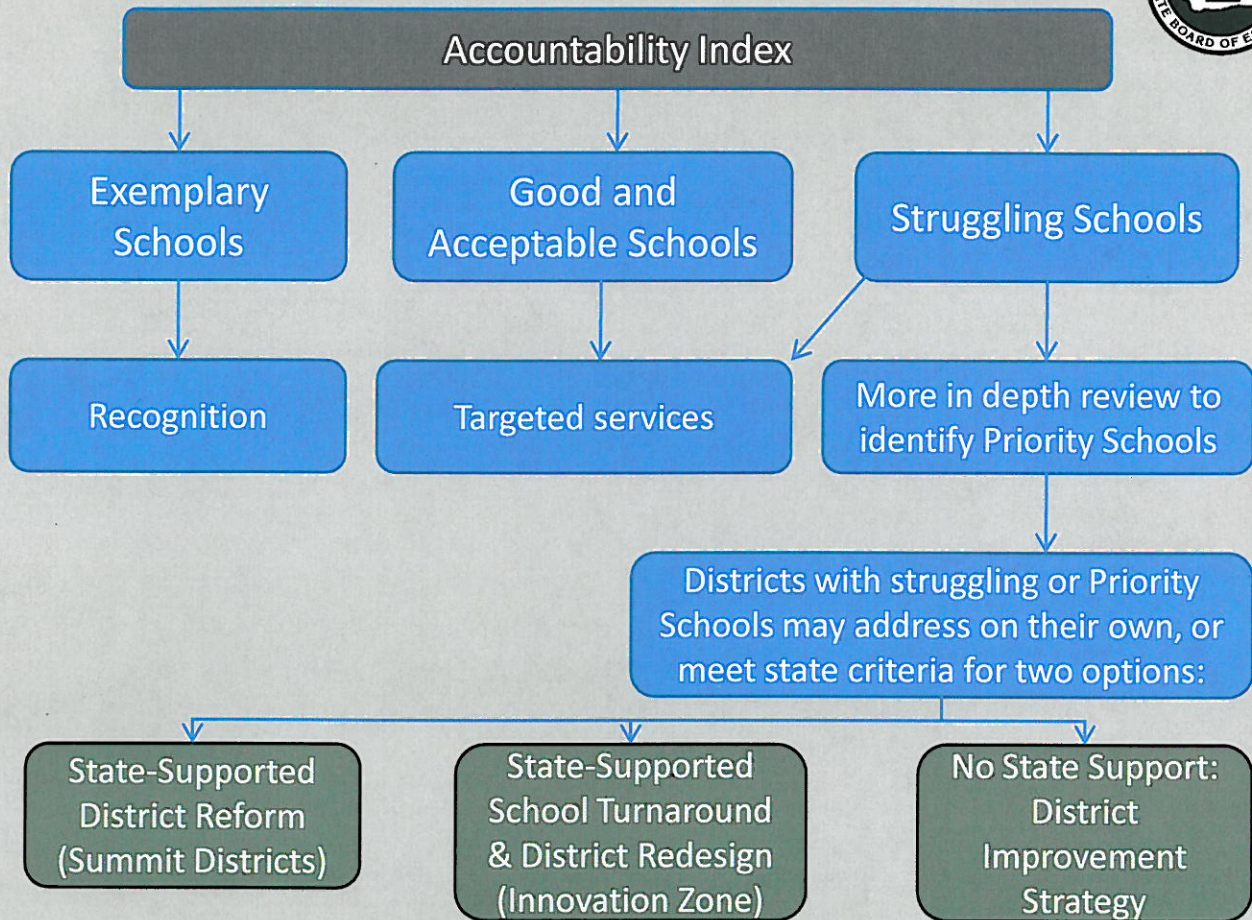 TE BOARD OF E
Accountability Index
Exemplary
Schools
Good and
Acceptable Schools
Struggling Schools
Recognition
Targeted services
More in depth review to
identify Priority Schools
Districts with struggling or Priority
Schools may address on their own, or
meet state criteria for two options:
State-Supported
District Reform
(Summit Districts)
State-Supported
School Turnaround
& District Redesign
(Innovation Zone)
No State Support:
District
Improvement
Strategy